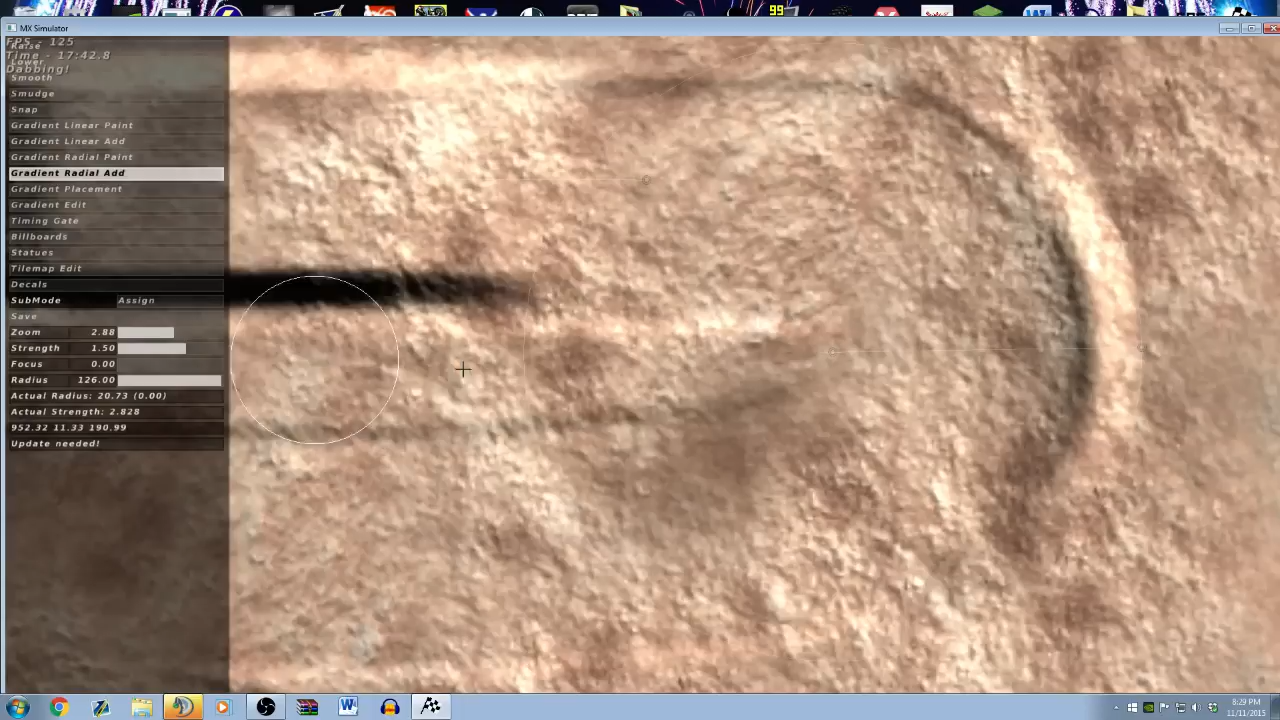 MX Simulator
FPS - 125
Raise
Time - 17:42.8
Lower
Dabbing!
Smooth
Smudge
Snap
Gradient Linear Paint
Gradient Linear Add
Gradient Radial Paint
Gradient Radial Add
Gradient Placement
Gradient Edit
Timing Gate
Billboards
Statues
Tilemap Edit
Decals
SubMode Assign
Save
Zoom 2.88
Strength 1.50
Focus 0.00
Radius 126.00
Actual Radius: 20.73 (0.00)
Actual Strength: 2.828
952.32 11.33 190.99
Update needed!
99
8:29 PM
11/11/2015